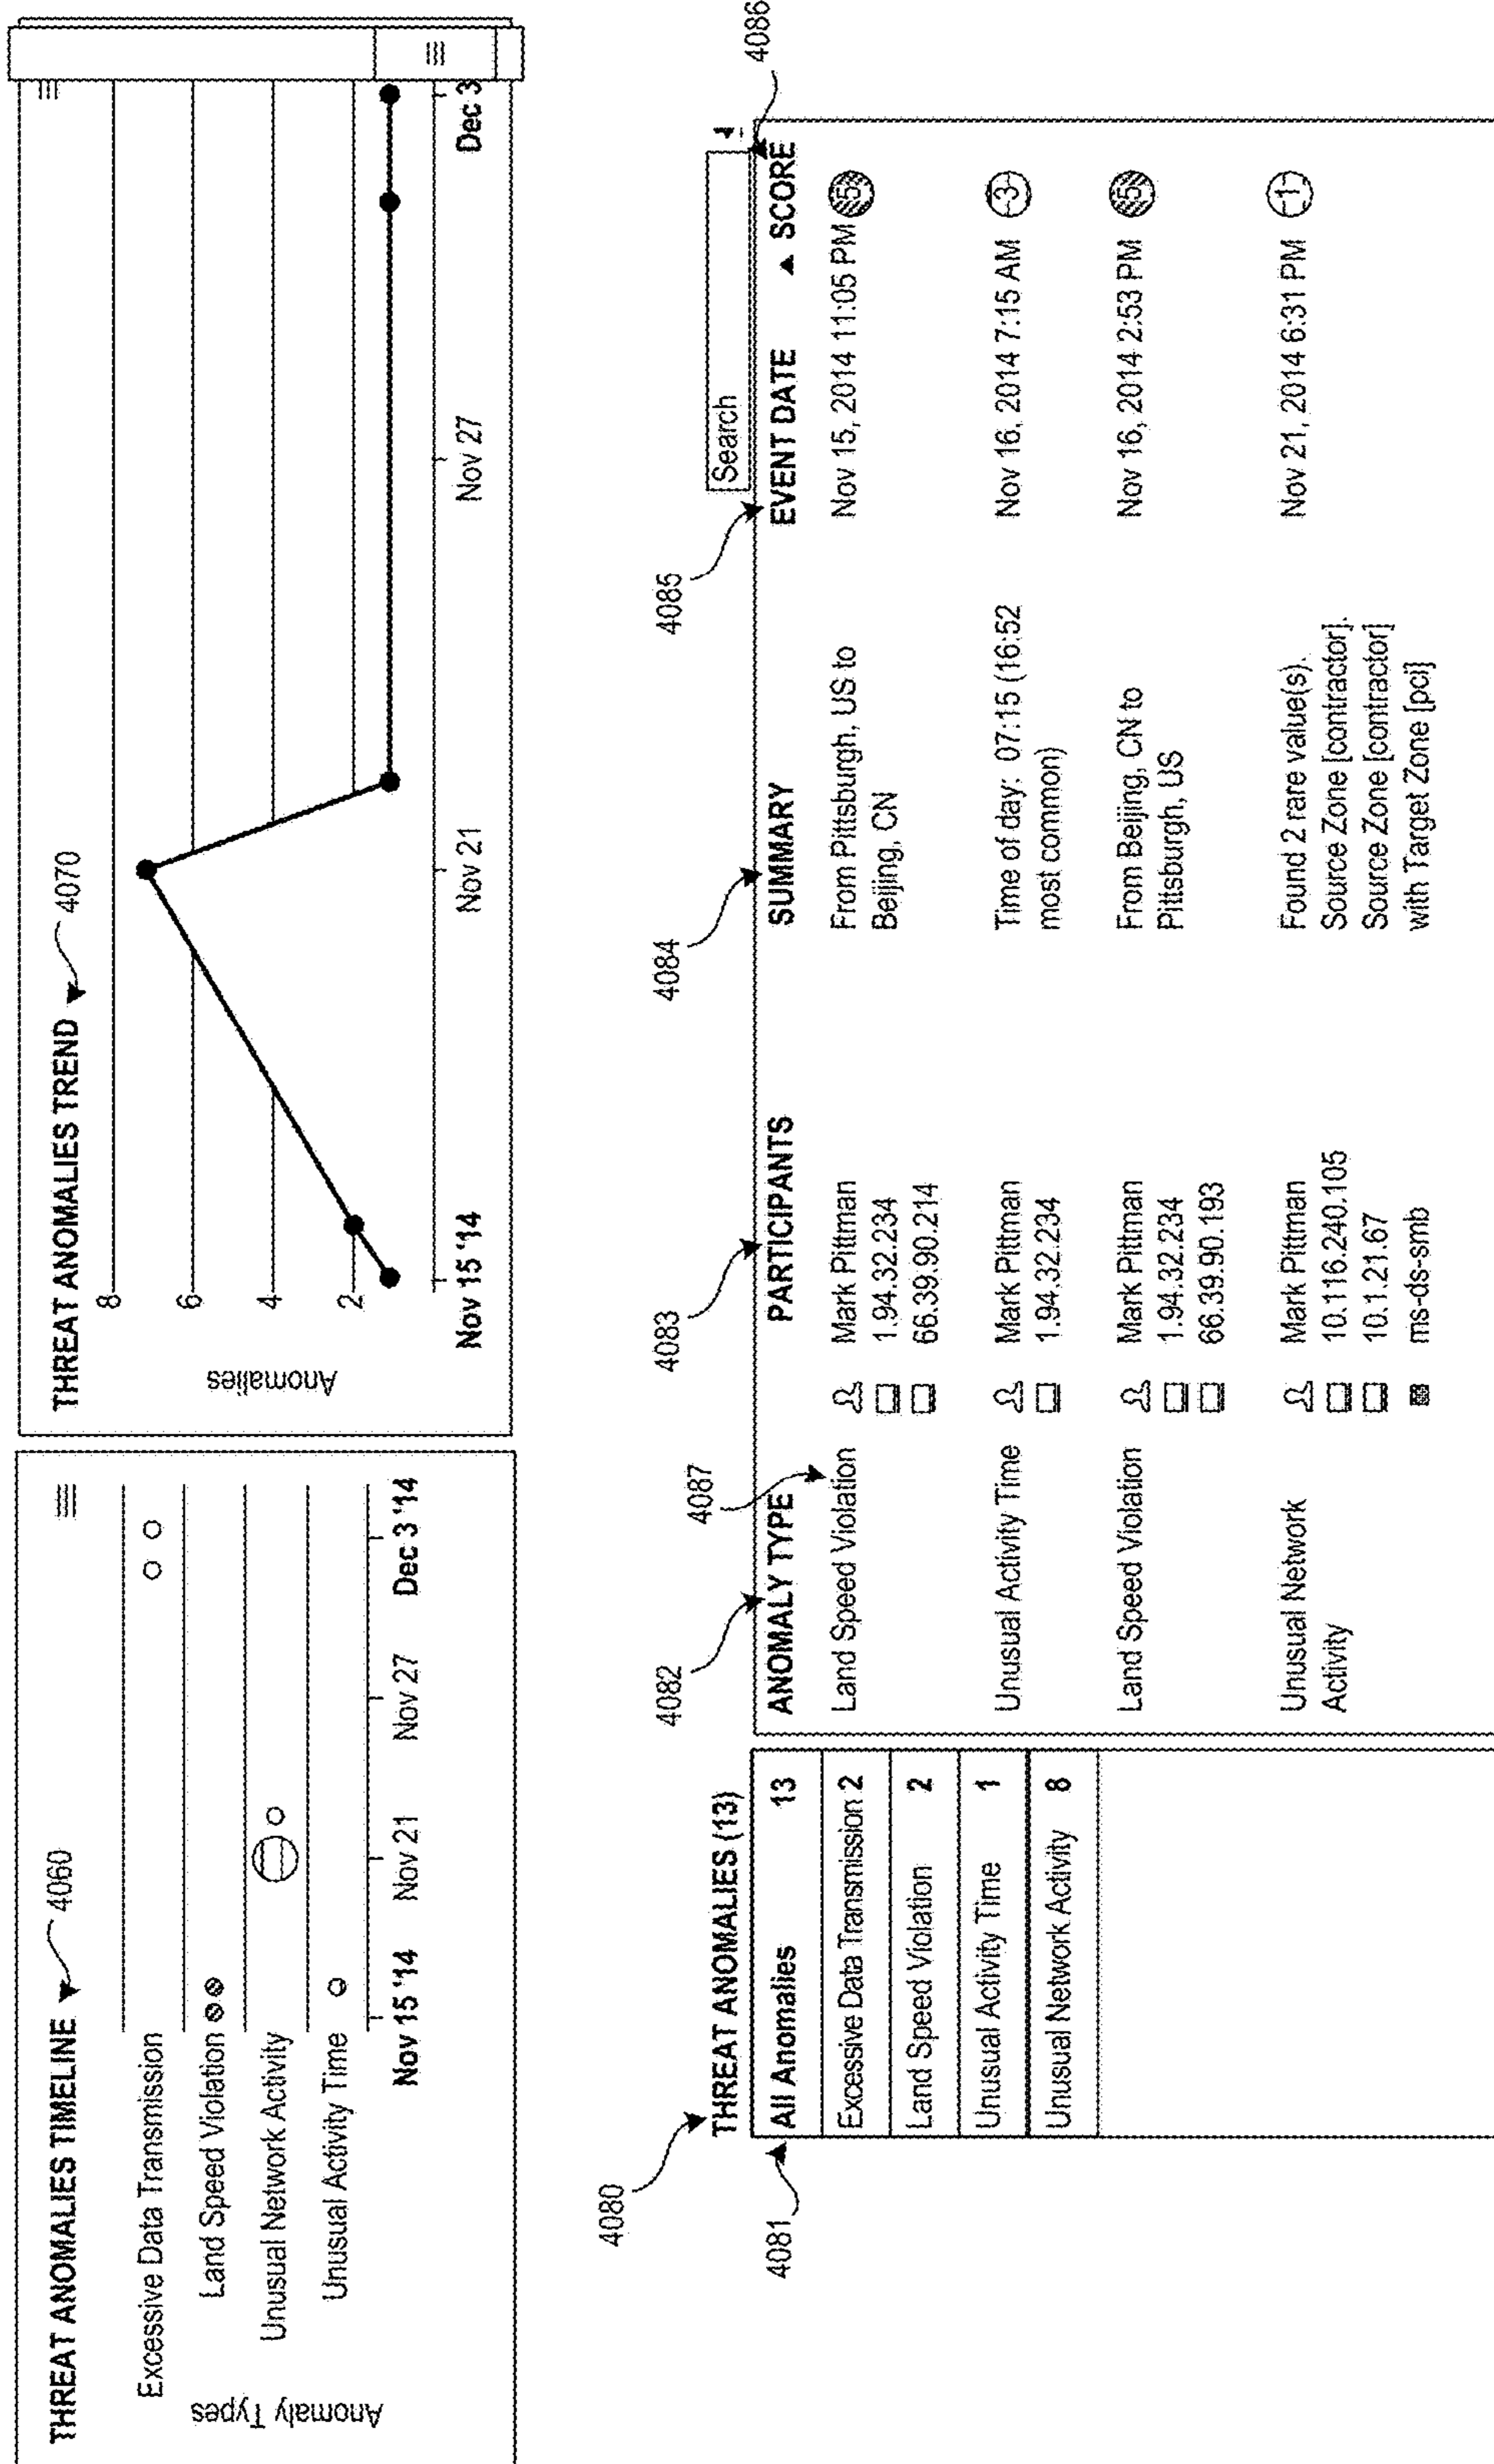 THREAT ANOMALIES TIMELINE
4060
Excessive Data Transmission
Land Speed Violation
Unusual Network Activity
Unusual Activity Time
Anomaly Types
Nov 15 '14
Nov 21
Nov 27
Dec 3 '14
THREAT ANOMALIES TREND
4070
Anomalies
8
6
4
2
Nov 15 '14
Nov 21
Nov 27
Dec 3
4080
THREAT ANOMALIES (13)
4081
All Anomalies 13
Excessive Data Transmission 2
Land Speed Violation 2
Unusual Activity Time 1
Unusual Network Activity 8
Search
4082
4087
4083
4084
4085
4086
ANOMALY TYPE PARTICIPANTS SUMMARY EVENT DATE ▲ SCORE
Land Speed Violation Mark Pittman From Pittsburgh, US to Nov 15, 2014 11:05 PM 5
1.94.32.234 Beijing, CN
66.39.90.214
Unusual Activity Time Mark Pittman Time of day: 07:15 (16:52 Nov 16, 2014 7:15 AM 3
1.94.32.234 most common)
Land Speed Violation Mark Pittman From Beijing, CN to Nov 16, 2014 2:53 PM 5
1.94.32.234 Pittsburgh, US
66.39.90.193
Unusual Network Mark Pittman Found 2 rare value(s). Nov 21, 2014 6:31 PM 1
Activity 10.116.240.105 Source Zone [contractor].
10.1.21.67 Source Zone [contractor]
ms-ds-smb with Target Zone [pci]